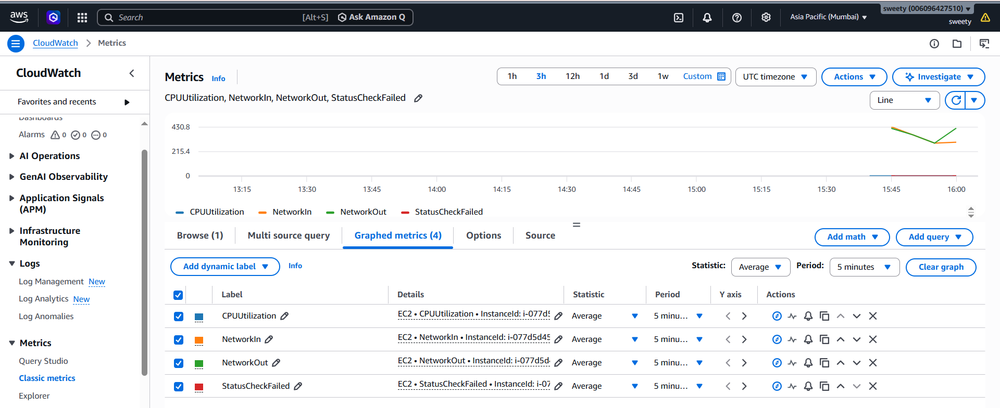 aws
Search [Alt+S] Ask Amazon Q
Asia Pacific (Mumbai)
sweety (006096427510)
sweety
CloudWatch Metrics
CloudWatch
Favorites and recents
Dashboards
Alarms 0 0 0
AI Operations
GenAI Observability
Application Signals
(APM)
Infrastructure
Monitoring
Logs
Log Management New
Log Analytics New
Log Anomalies
Metrics
Query Studio
Classic metrics
Explorer
Metrics Info
1h 3h 12h 1d 3d 1w Custom
UTC timezone
Actions
Investigate
CPUUtilization, NetworkIn, NetworkOut, StatusCheckFailed
Line
430.8
215.4
0
13:15 13:30 13:45 14:00 14:15 14:30 14:45 15:00 15:15 15:30 15:45 16:00
CPUUtilization NetworkIn NetworkOut StatusCheckFailed
Browse (1) Multi source query Graphed metrics (4) Options Source
Add math Add query
Add dynamic label Info
Statistic: Average Period: 5 minutes Clear graph
Label Details Statistic Period Y axis Actions
CPUUtilization EC2 • CPUUtilization • InstanceId: i-077d5 Average 5 minu...
NetworkIn EC2 • NetworkIn • InstanceId: i-077d5d45 Average 5 minu...
NetworkOut EC2 • NetworkOut • InstanceId: i-077d5d4 Average 5 minu...
StatusCheckFailed EC2 • StatusCheckFailed • InstanceId: i-07 Average 5 minu...